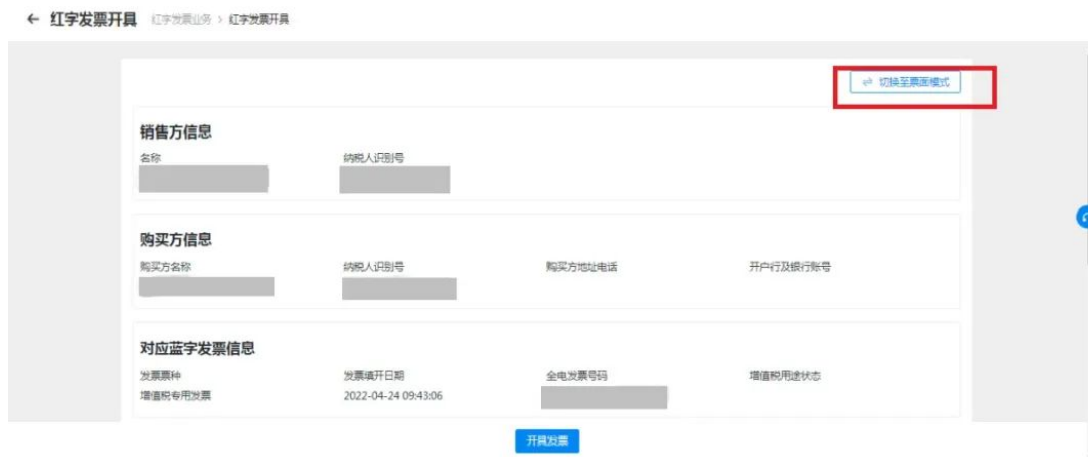 ← 红字发票开具 红字发票业务 > 红字发票开具
切换至票面模式
销售方信息
名称 纳税人识别号
购买方信息
购买方名称 纳税人识别号 购买方地址电话 开户行及银行账号
对应蓝字发票信息
发票票种 发票填开日期 全电发票号码 增值税用途状态
增值税专用发票 2022-04-24 09:43:06
开具发票